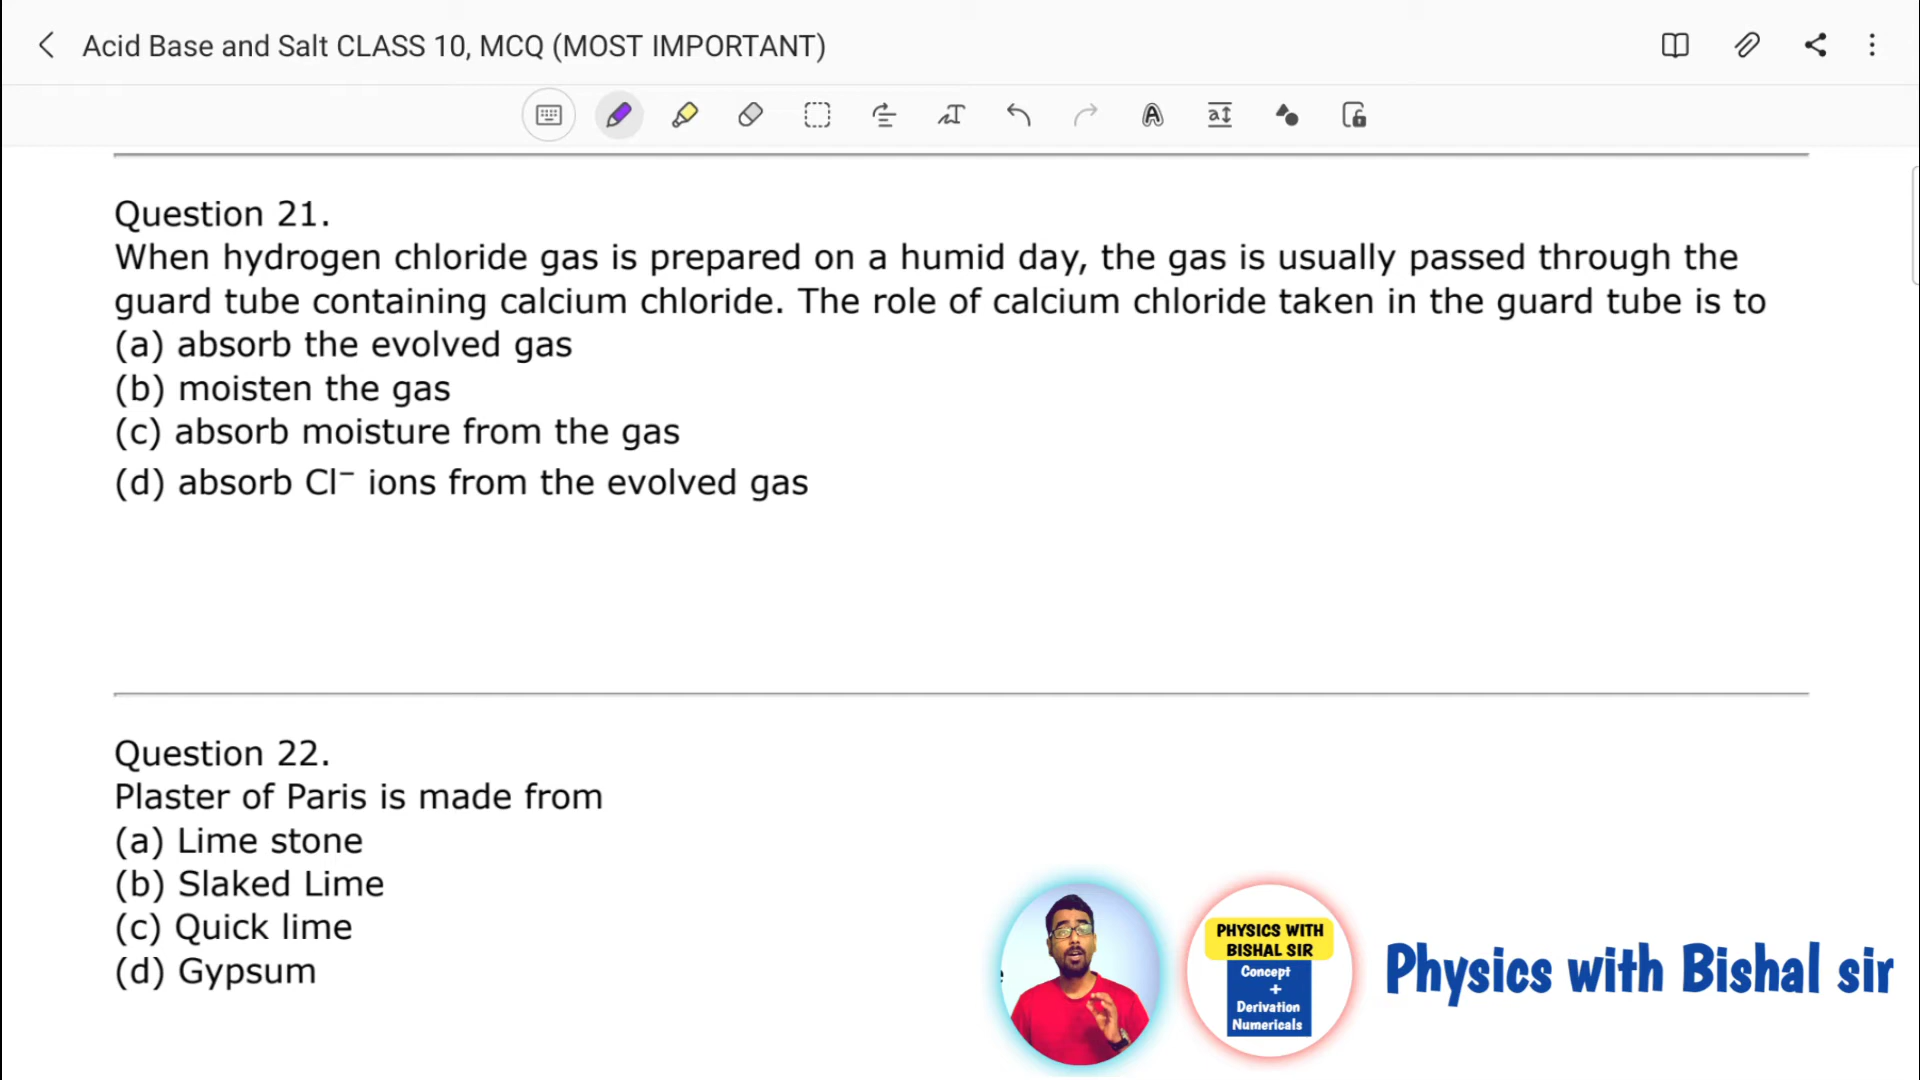 Acid Base and Salt CLASS 10, MCQ (MOST IMPORTANT)
Question 21.
When hydrogen chloride gas is prepared on a humid day, the gas is usually passed through the
guard tube containing calcium chloride. The role of calcium chloride taken in the guard tube is to
(a) absorb the evolved gas
(b) moisten the gas
(c) absorb moisture from the gas
(d) absorb Cl⁻ ions from the evolved gas
Question 22.
Plaster of Paris is made from
(a) Lime stone
(b) Slaked Lime
(c) Quick lime
(d) Gypsum
PHYSICS WITH
BISHAL SIR
Concept
+
Derivation
Numericals
Physics with Bishal sir